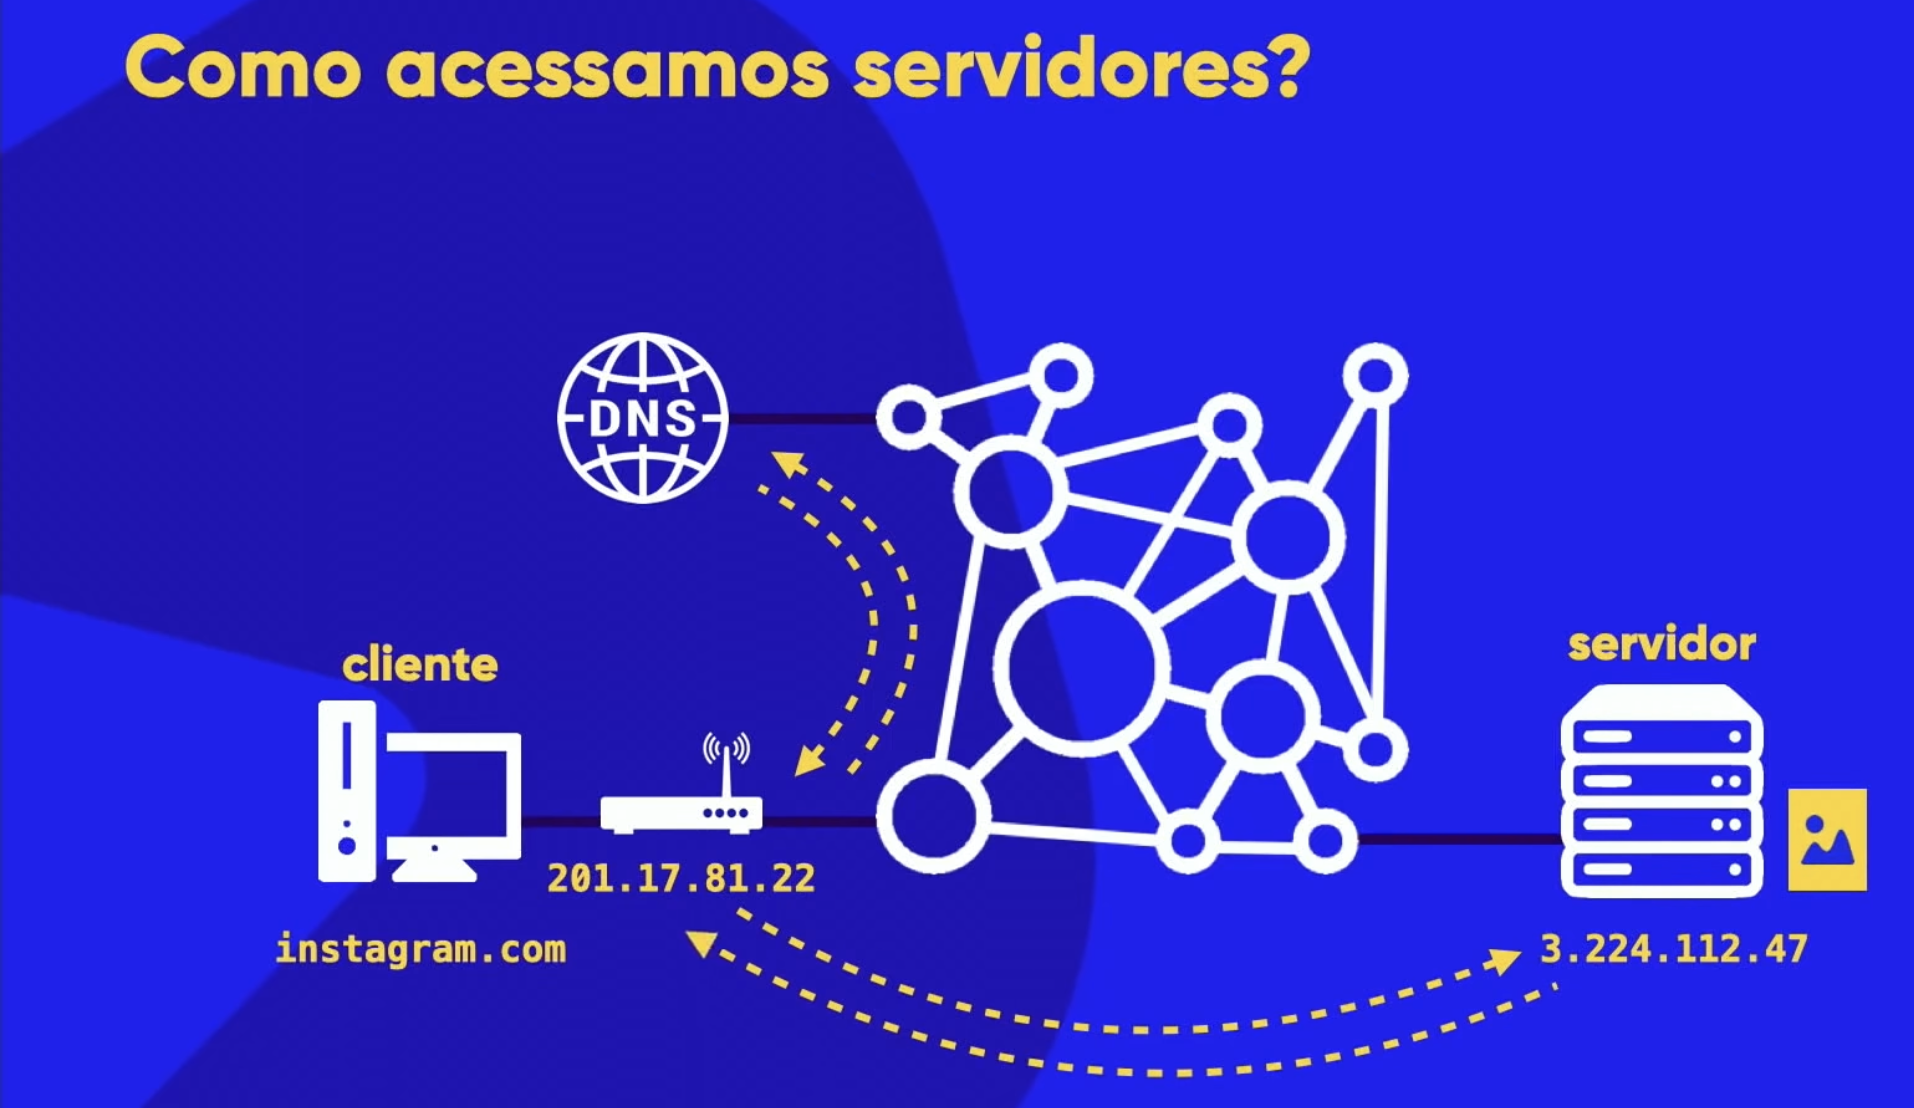 Como acessamos servidores?
DNS
cliente
servidor
201.17.81.22
instagram.com
3.224.112.47